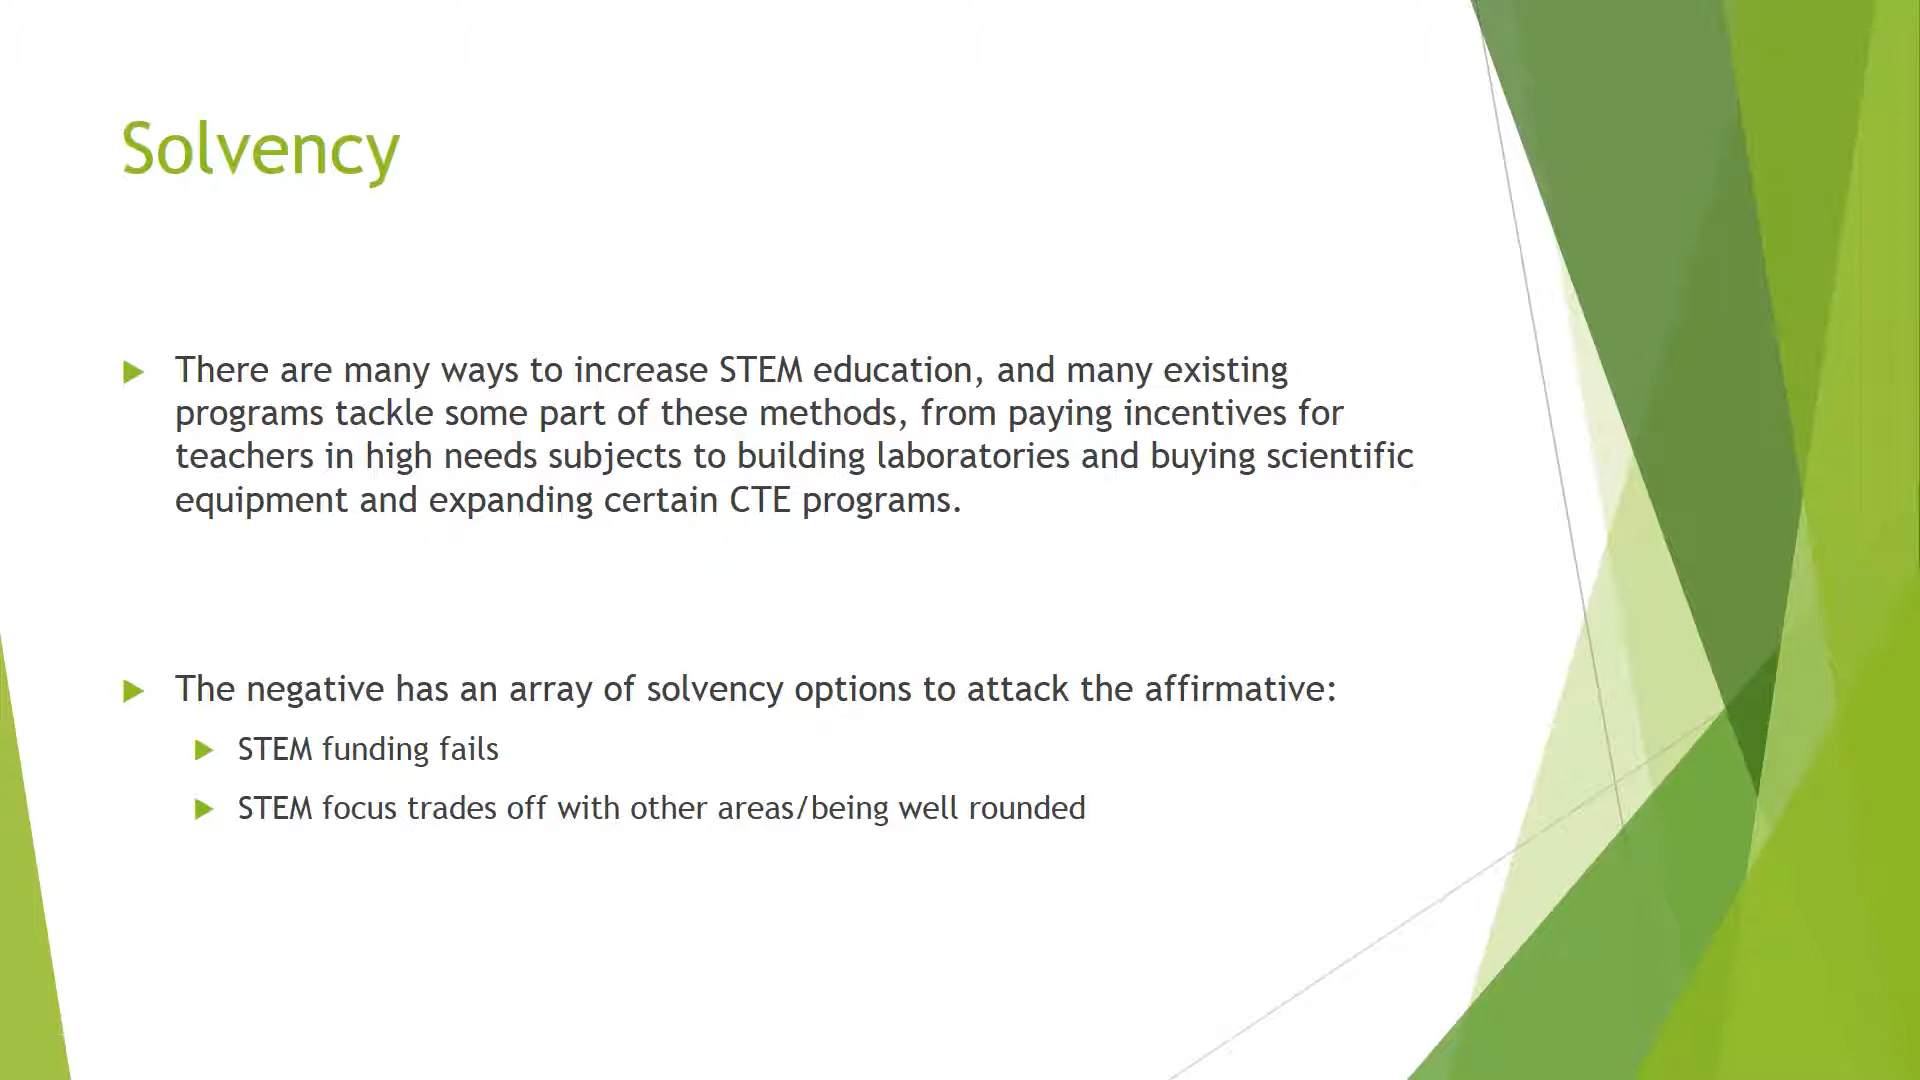 Solvency
There are many ways to increase STEM education, and many existing
programs tackle some part of these methods, from paying incentives for
teachers in high needs subjects to building laboratories and buying scientific
equipment and expanding certain CTE programs.
The negative has an array of solvency options to attack the affirmative:
STEM funding fails
STEM focus trades off with other areas/being well rounded